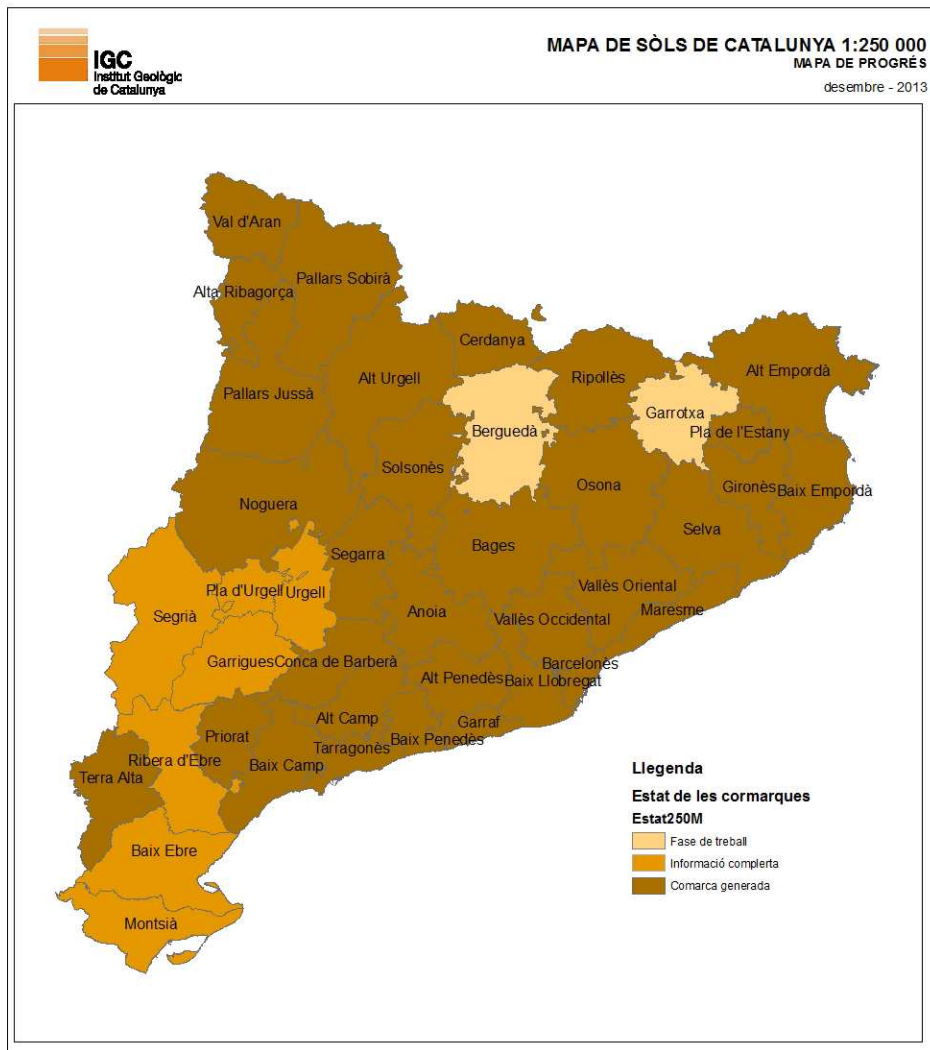 IGC
Institut Geològic
de Catalunya
MAPA DE SÒLS DE CATALUNYA 1:250 000
MAPA DE PROGRÉS
desembre - 2013
Val d'Aran
Pallars Sobirà
Alta Ribagorça
Cerdanya
Alt Urgell
Ripollès
Alt Empordà
Pallars Jussà
Garrotxa
Berguedà
Pla de l'Estany
Solsonès
Osona
Gironès
Baix Empordà
Noguera
Selva
Segarra
Bages
Pla d'Urgell
Urgell
Vallès Oriental
Segrià
Anoia
Vallès Occidental
Maresme
Garrigues
Conca de Barberà
Barcelonès
Alt Penedès
Baix Llobregat
Alt Camp
Garraf
Priorat
Tarragonès
Baix Penedès
Ribera d'Ebre
Baix Camp
Terra Alta
Baix Ebre
Montsià
Llegenda
Estat de les cormarques
Estat250M
Fase de treball
Informació complerta
Comarca generada